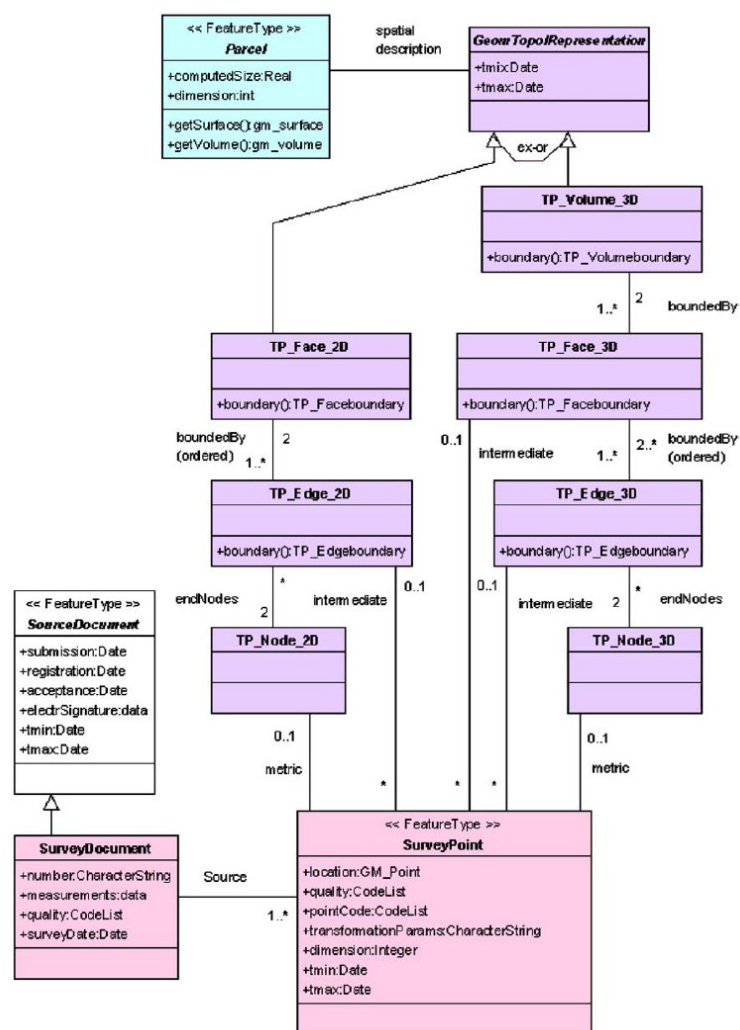 << FeatureType >>
Parcel
+computedSize:Real
+dimension:int
+getSurface():gm_surface
+getVolume():gm_volume
spatial
description
GeomTopolRepresentation
+tmix:Date
+tmax:Date
ex-or
TP_Volume_3D
+boundary():TP_Volumeboundary
2
1..*
boundedBy
TP_Face_2D
+boundary():TP_Faceboundary
TP_Face_3D
+boundary():TP_Faceboundary
boundedBy
(ordered)
2
1..*
0..1
intermediate
2..*
1..*
boundedBy
(ordered)
TP_Edge_2D
+boundary():TP_Edgeboundary
TP_Edge_3D
+boundary():TP_Edgeboundary
endNodes
*
2
intermediate
0..1
0..1
intermediate
*
2
endNodes
<< FeatureType >>
SourceDocument
+submission:Date
+registration:Date
+acceptance:Date
+electrSignature:data
+tmin:Date
+tmax:Date
TP_Node_2D
TP_Node_3D
0..1
metric
*
*
*
*
0..1
metric
*
SurveyDocument
+number:CharacterString
+measurements:data
+quality:CodeList
+surveyDate:Date
Source
1..*
<< FeatureType >>
SurveyPoint
+location:GM_Point
+quality:CodeList
+pointCode:CodeList
+transformationParams:CharacterString
+dimension:Integer
+tmin:Date
+tmax:Date